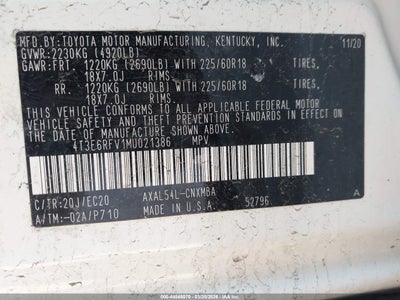 MFD.BY:TOYOTA MOTOR MANUFACTURING, KENTUCKY, INC. 11/20
GVWR:2230KG (4920LB)
GAWR:FRT 1220KG (2690LB) WITH 225/60R18 TIRES,
18X7.0J RIMS
RR 1220KG (2690LB) WITH 225/60R18 TIRES,
18X7.0J RIMS
THIS VEHICLE CONFORMS TO ALL APPLICABLE FEDERAL MOTOR
VEHICLE SAFETY AND THEFT PREVENTION STANDARDS IN EFFECT
ON THE DATE OF MANUFACTURE SHOWN ABOVE.
4T3E6RFV1MU021386 MPV
C/TR:20J/EC20 AXAL54L-CNXMBA
A/TM:-02A/P710 MADE IN U.S.A. 52796 A